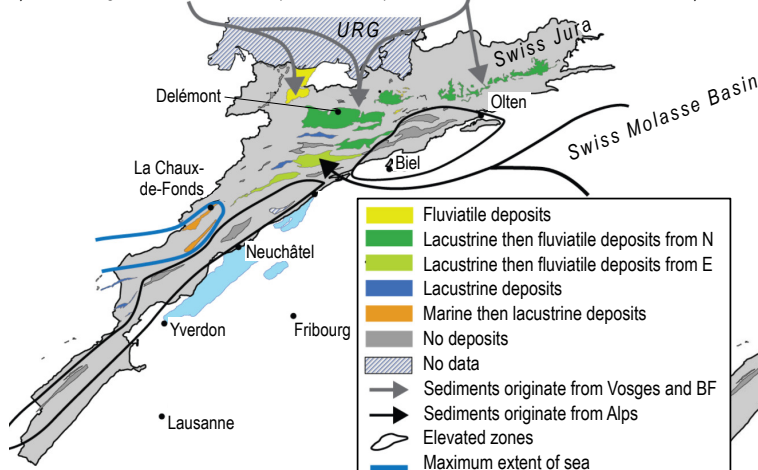 URG
Swiss Jura
Delémont
Olten
Swiss Molasse Basin
Biel
La Chaux-
de-Fonds
Neuchâtel
Yverdon
Fribourg
Lausanne
Fluviatile deposits
Lacustrine then fluviatile deposits from N
Lacustrine then fluviatile deposits from E
Lacustrine deposits
Marine then lacustrine deposits
No deposits
No data
Sediments originate from Vosges and BF
Sediments originate from Alps
Elevated zones
Maximum extent of sea